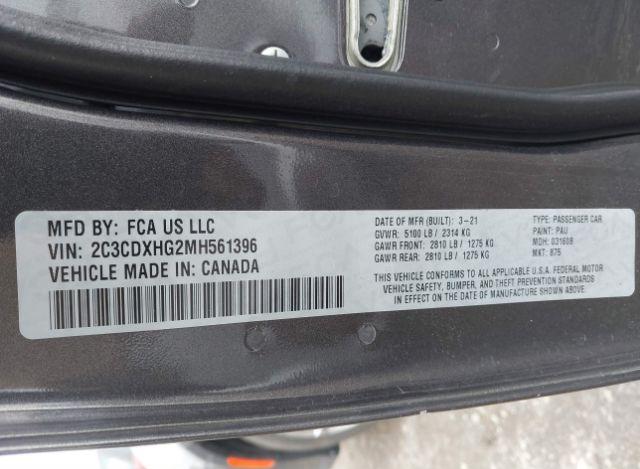 MFD BY: FCA US LLC
VIN: 2C3CDXHG2MH561396
VEHICLE MADE IN: CANADA
DATE OF MFR (BUILT): 3-21
GVWR: 5100 LB / 2314 KG
GAWR FRONT: 2810 LB / 1275 KG
GAWR REAR: 2810 LB / 1275 KG
TYPE: PASSENGER CAR
PAINT: PAU
MDH: 031608
MKT: 875
THIS VEHICLE CONFORMS TO ALL APPLICABLE U.S.A. FEDERAL MOTOR
VEHICLE SAFETY, BUMPER, AND THEFT PREVENTION STANDARDS
IN EFFECT ON THE DATE OF MANUFACTURE SHOWN ABOVE.